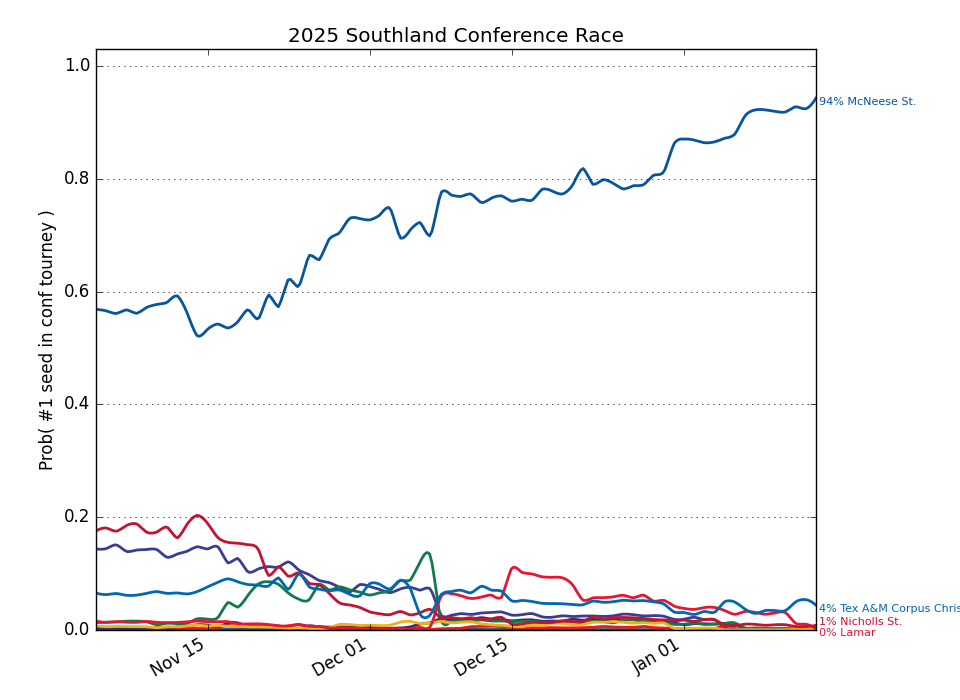 2025 Southland Conference Race
Prob( #1 seed in conf tourney )
1.0
0.8
0.6
0.4
0.2
0.0
Nov 15
Dec 01
Dec 15
Jan 01
94% McNeese St.
4% Tex A&M Corpus Chris
1% Nicholls St.
0% Lamar